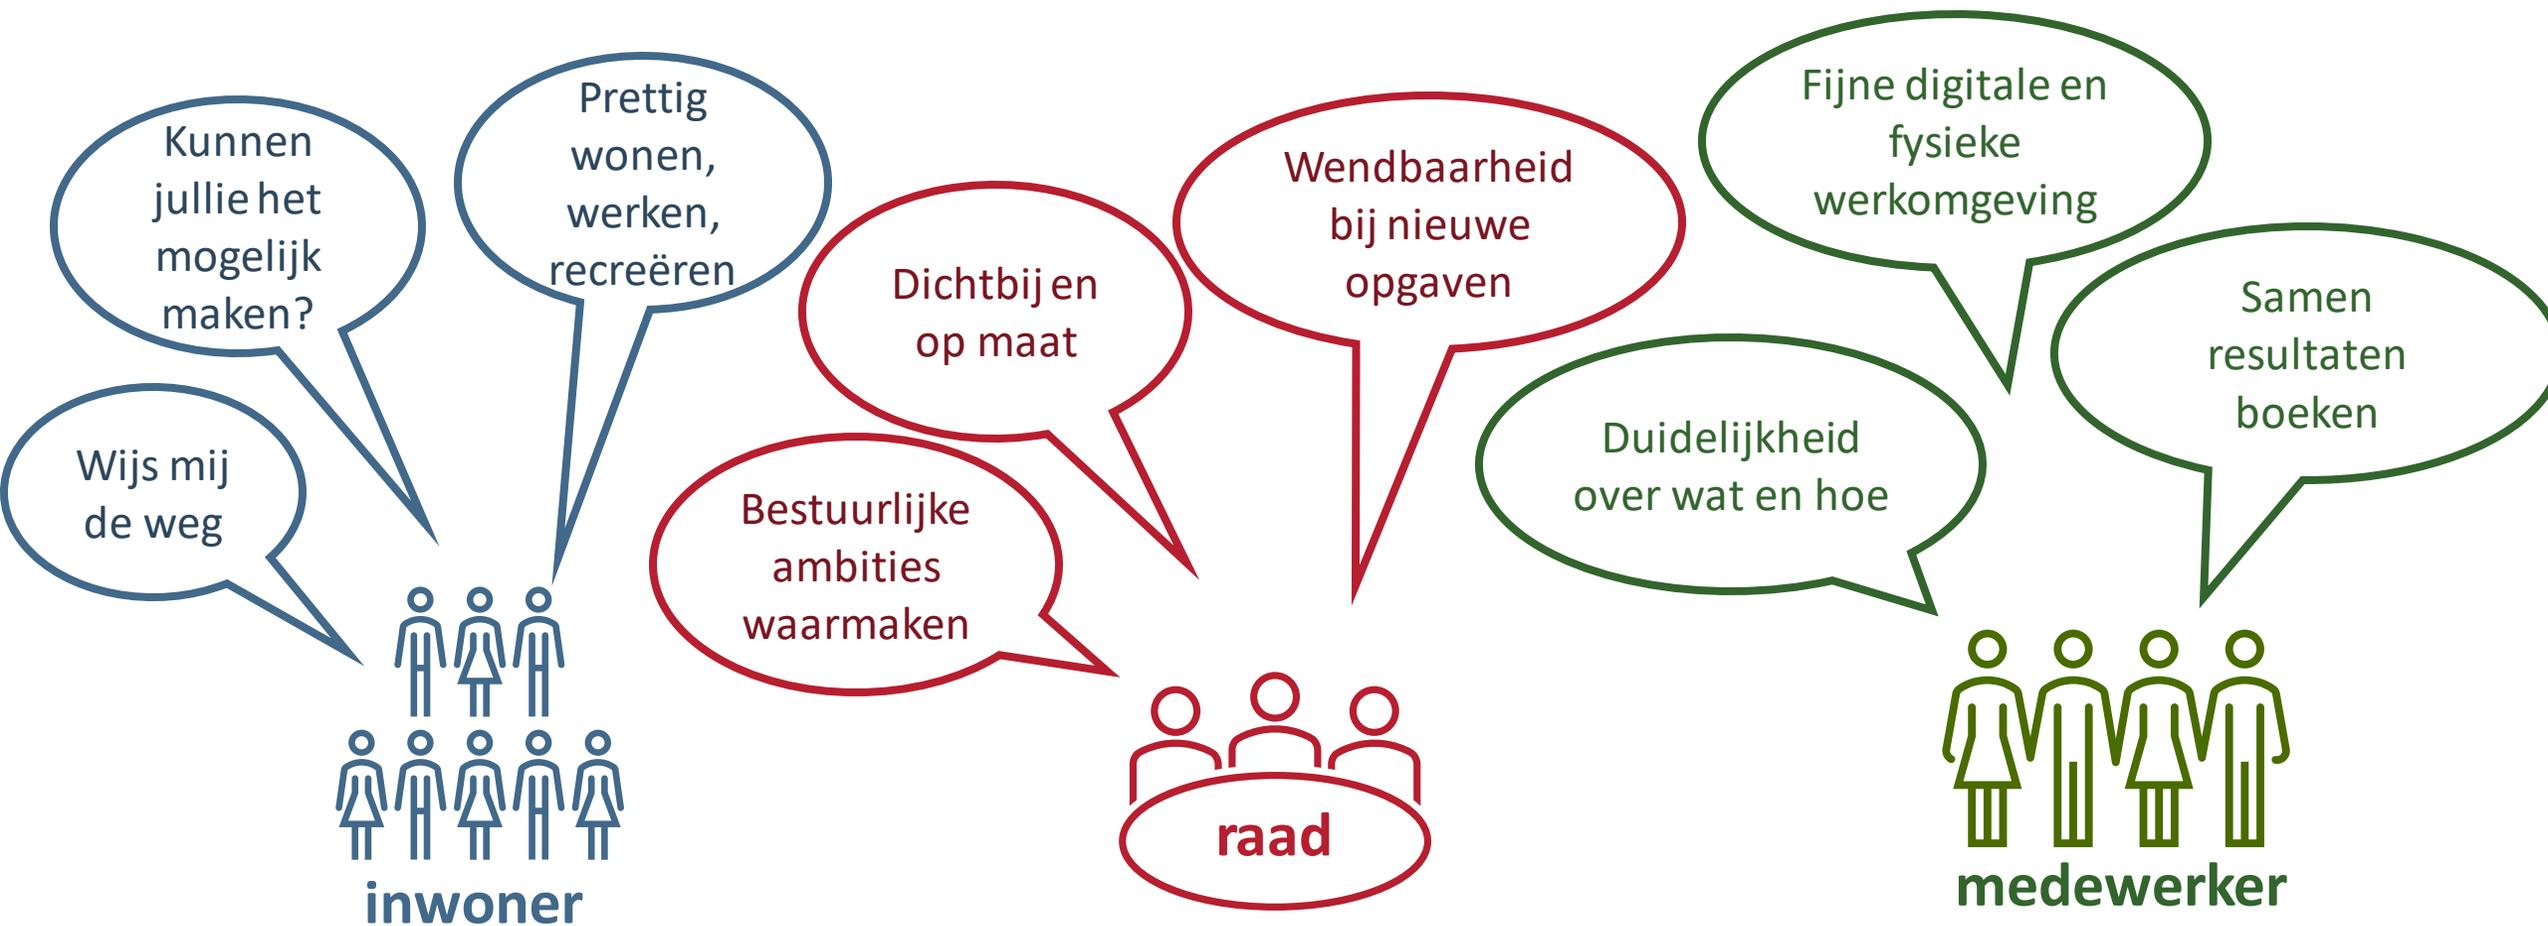 Kunnen
jullie het
mogelijk
maken?
Prettig
wonen,
werken,
recreëren
Wijs mij
de weg
inwoner
Dichtbij en
op maat
Wendbaarheid
bij nieuwe
opgaven
Bestuurlijke
ambities
waarmaken
raad
Fijne digitale en
fysieke
werkomgeving
Samen
resultaten
boeken
Duidelijkheid
over wat en hoe
medewerker